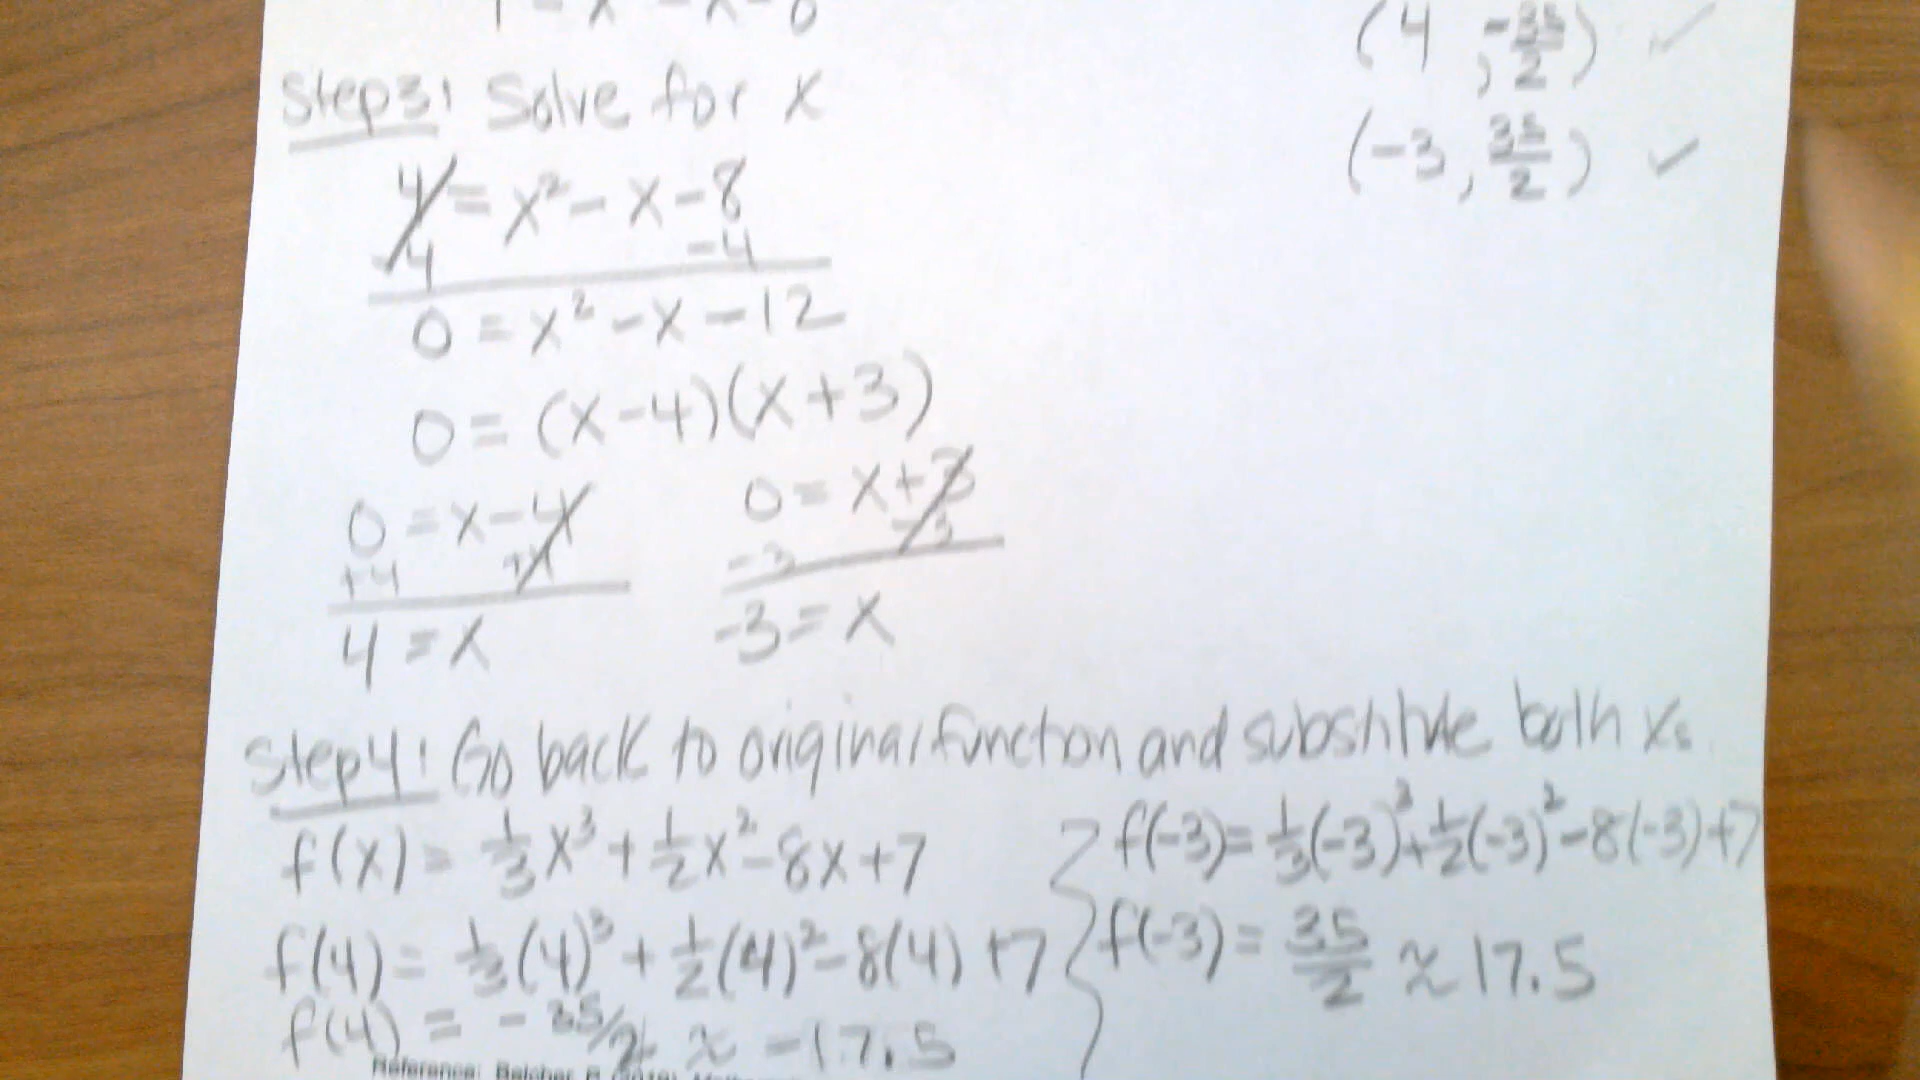 (4, -35/2) ✓
Step3: Solve for x
4 = x² - x - 8
(-3, 35/2) ✓
-4 -4
0 = x² - x - 12
0 = (x-4)(x+3)
0 = x-4 0 = x+3
+4 +4 -3 -3
4 = x -3 = x
Step4: Go back to original function and substitute both xs
f(x) = 1/3x³ + 1/2x² - 8x + 7
f(4) = 1/3(4)³ + 1/2(4)² - 8(4) + 7
f(4) = -35/2 ≈ -17.5
f(-3) = 1/3(-3)³ + 1/2(-3)² - 8(-3) + 7
f(-3) = 35/2 ≈ 17.5
Reference: